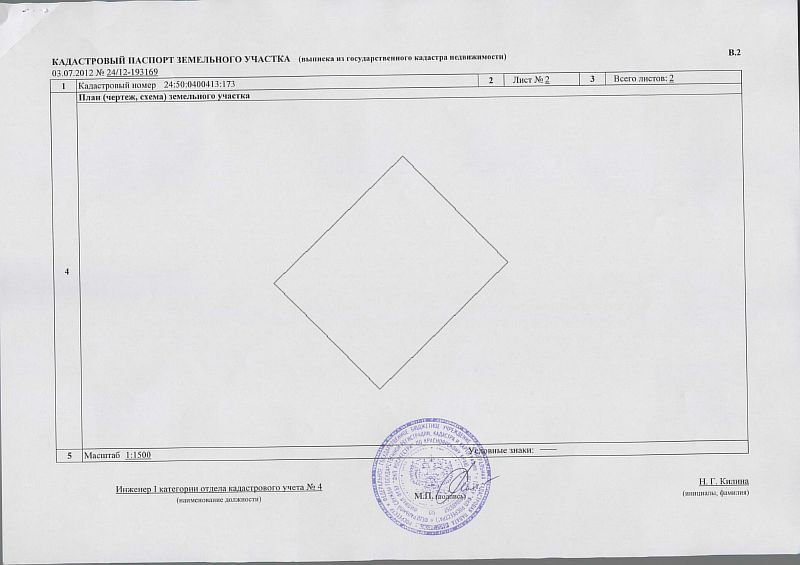 В.2
КАДАСТРОВЫЙ ПАСПОРТ ЗЕМЕЛЬНОГО УЧАСТКА (выписка из государственного кадастра недвижимости)
03.07.2012 № 24/12-193169
1 Кадастровый номер 24:50:0400413:173 2 Лист № 2 3 Всего листов: 2
План (чертеж, схема) земельного участка
4
5 Масштаб 1:1500 Условные знаки:
Инженер I категории отдела кадастрового учета № 4 М.П. (подпись) Н. Г. Килина
(наименование должности) (инициалы, фамилия)